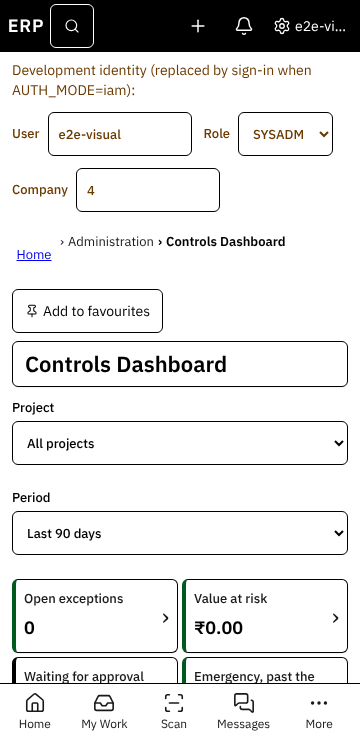 ERP e2e-vi...
Development identity (replaced by sign-in when
AUTH_MODE=iam):
User e2e-visual Role SYSADM
Company 4
Home › Administration › Controls Dashboard
Add to favourites
Controls Dashboard
Project
All projects
Period
Last 90 days
Open exceptions Value at risk
0 ₹0.00
Waiting for approval Emergency, past the
Home My Work Scan Messages More